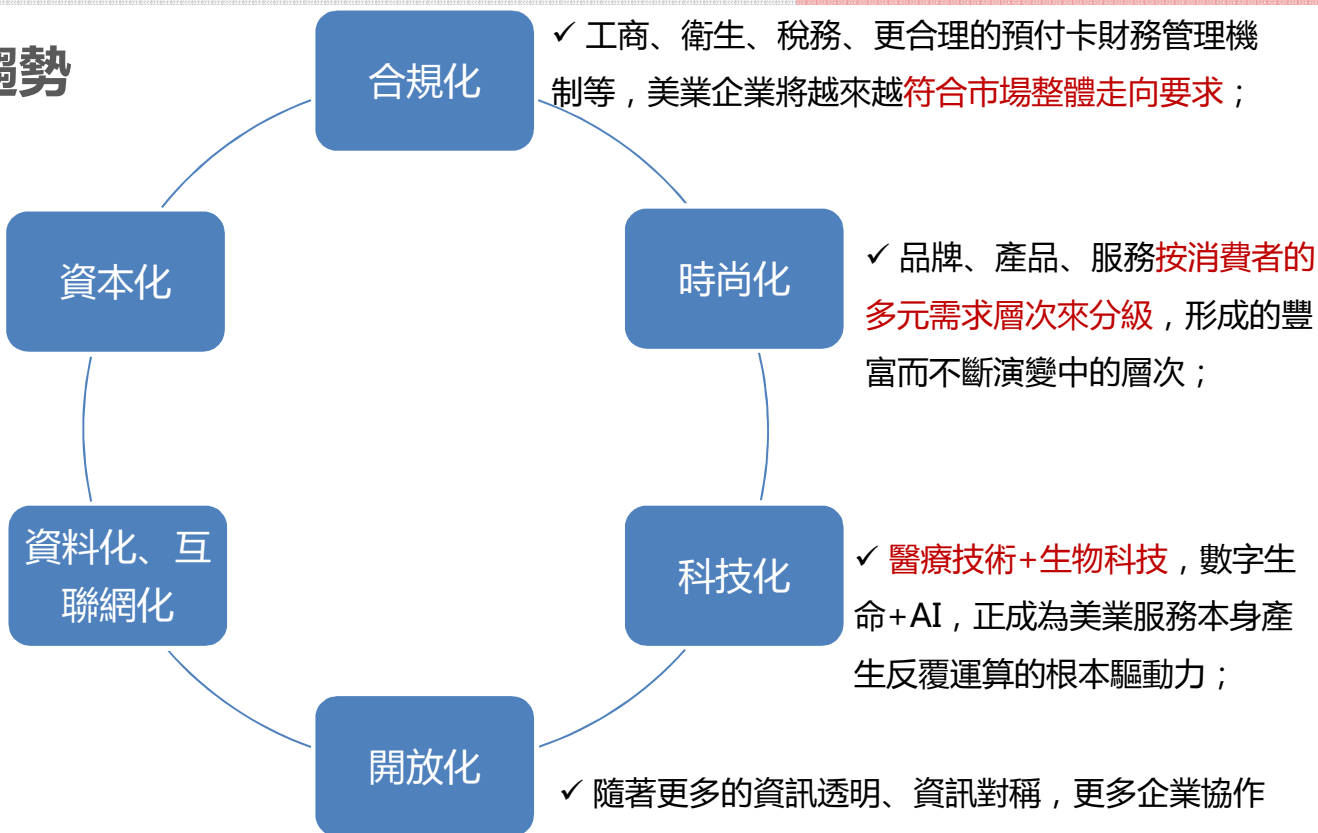 趨勢
合規化
✓ 工商、衛生、稅務、更合理的預付卡財務管理機
制等，美業企業將越來越符合市場整體走向要求；
資本化
時尚化
✓ 品牌、產品、服務按消費者的
多元需求層次來分級，形成的豐
富而不斷演變中的層次；
資料化、互
聯網化
科技化
✓ 醫療技術+生物科技，數字生
命+AI，正成為美業服務本身產
生反覆運算的根本驅動力；
開放化
✓ 隨著更多的資訊透明、資訊對稱，更多企業協作